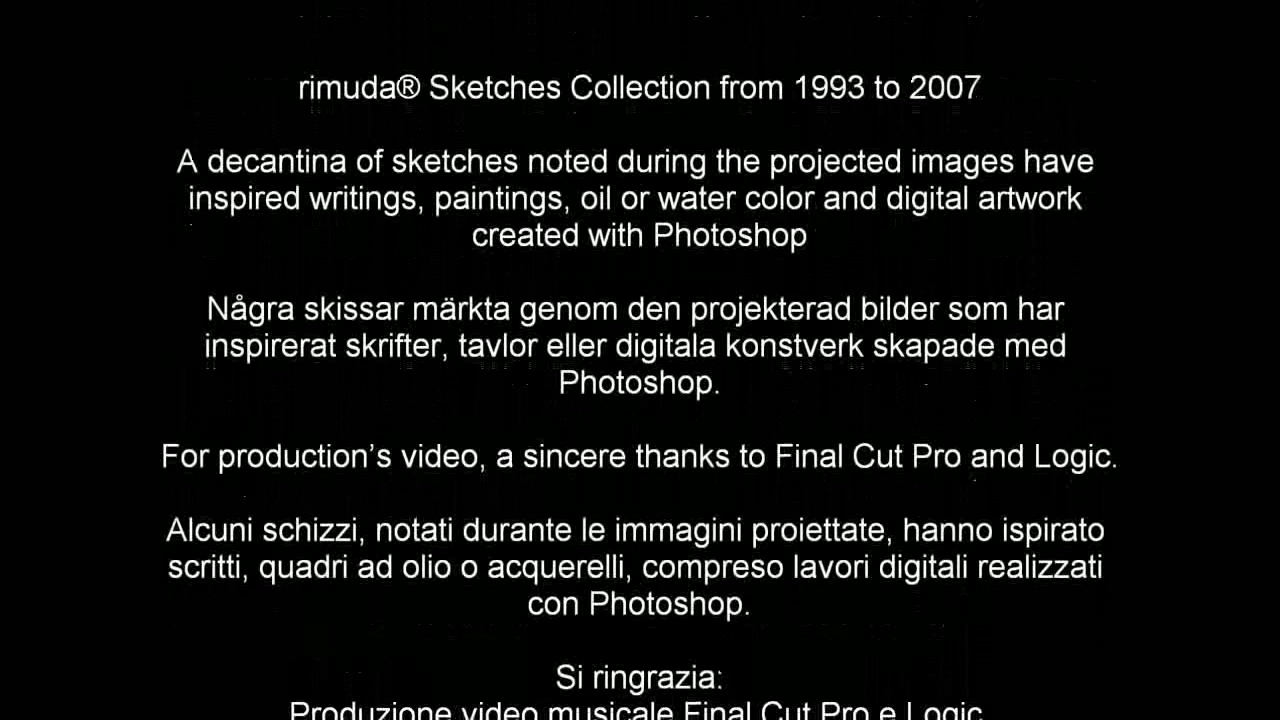 rimuda® Sketches Collection from 1993 to 2007
A decantina of sketches noted during the projected images have
inspired writings, paintings, oil or water color and digital artwork
created with Photoshop
Några skissar märkta genom den projekterad bilder som har
inspirerat skrifter, tavlor eller digitala konstverk skapade med
Photoshop.
For production’s video, a sincere thanks to Final Cut Pro and Logic.
Alcuni schizzi, notati durante le immagini proiettate, hanno ispirato
scritti, quadri ad olio o acquerelli, compreso lavori digitali realizzati
con Photoshop.
Si ringrazia:
Produzione video musicale Final Cut Pro e Logic